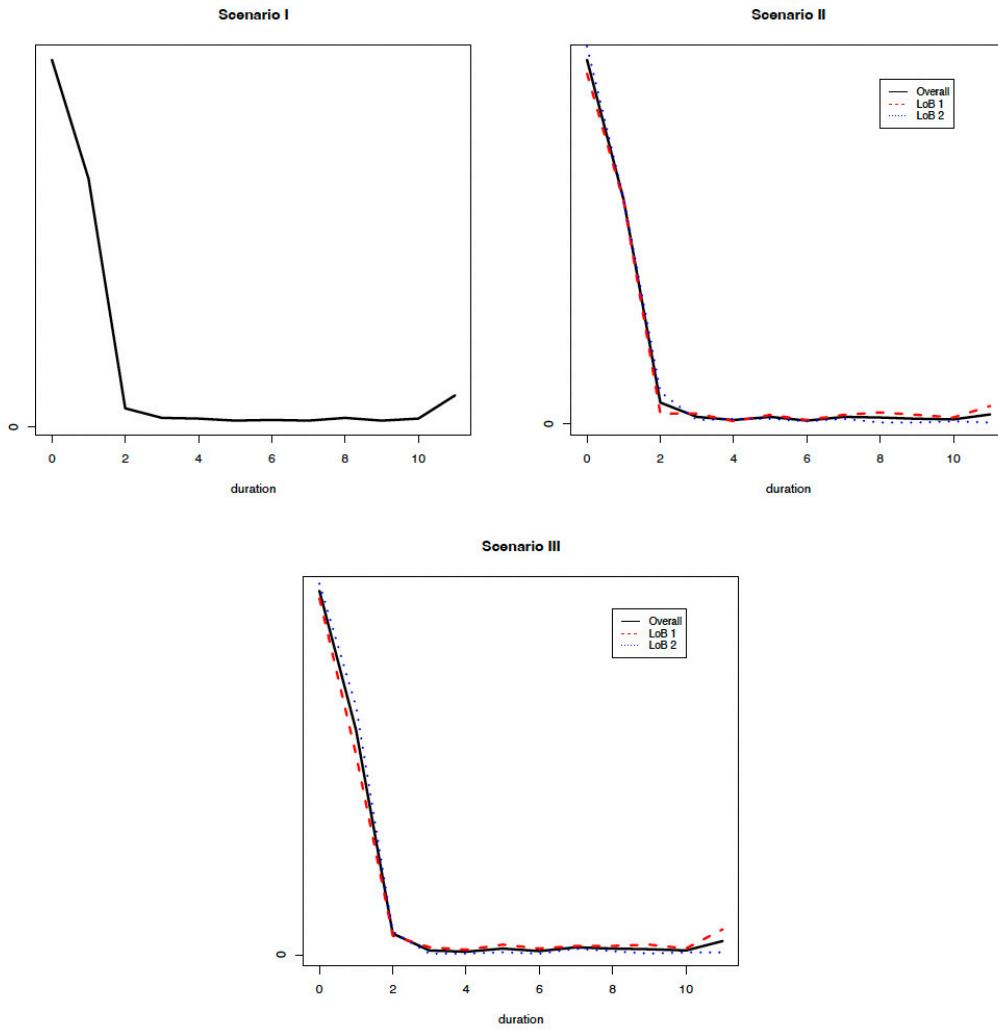 Scenario I
0
0 2 4 6 8 10
duration
Scenario II
Overall
LoB 1
LoB 2
0
0 2 4 6 8 10
duration
Scenario III
Overall
LoB 1
LoB 2
0
0 2 4 6 8 10
duration